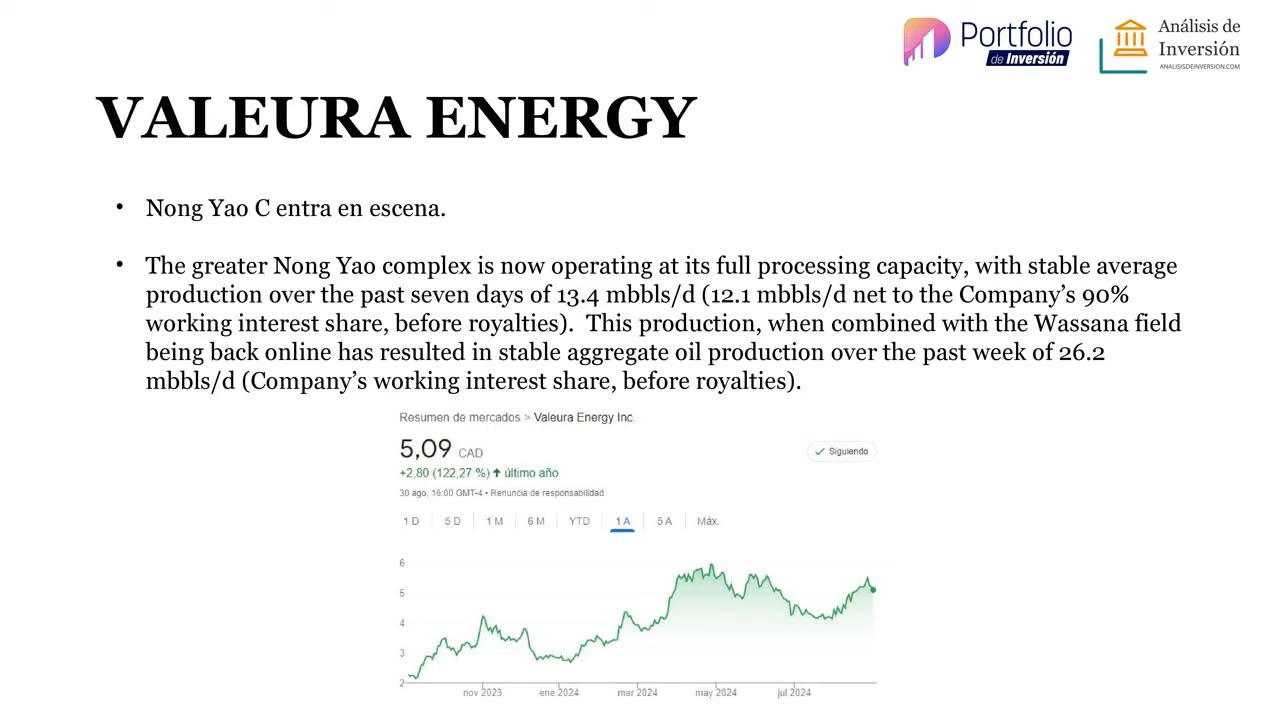 Portfolio
de Inversión
Análisis de
Inversión
ANALISISDEINVERSION.COM
VALEURA ENERGY
• Nong Yao C entra en escena.
• The greater Nong Yao complex is now operating at its full processing capacity, with stable average
production over the past seven days of 13.4 mbbls/d (12.1 mbbls/d net to the Company’s 90%
working interest share, before royalties).  This production, when combined with the Wassana field
being back online has resulted in stable aggregate oil production over the past week of 26.2
mbbls/d (Company’s working interest share, before royalties).
Resumen de mercados > Valeura Energy Inc.
5,09 CAD
Siguiendo
+2,80 (122,27 %) ↑ último año
30 ago, 16:00 GMT-4 • Renuncia de responsabilidad
1 D 5 D 1 M 6 M YTD 1 A 5 A Máx.
6
5
4
3
2
nov 2023 ene 2024 mar 2024 may 2024 jul 2024